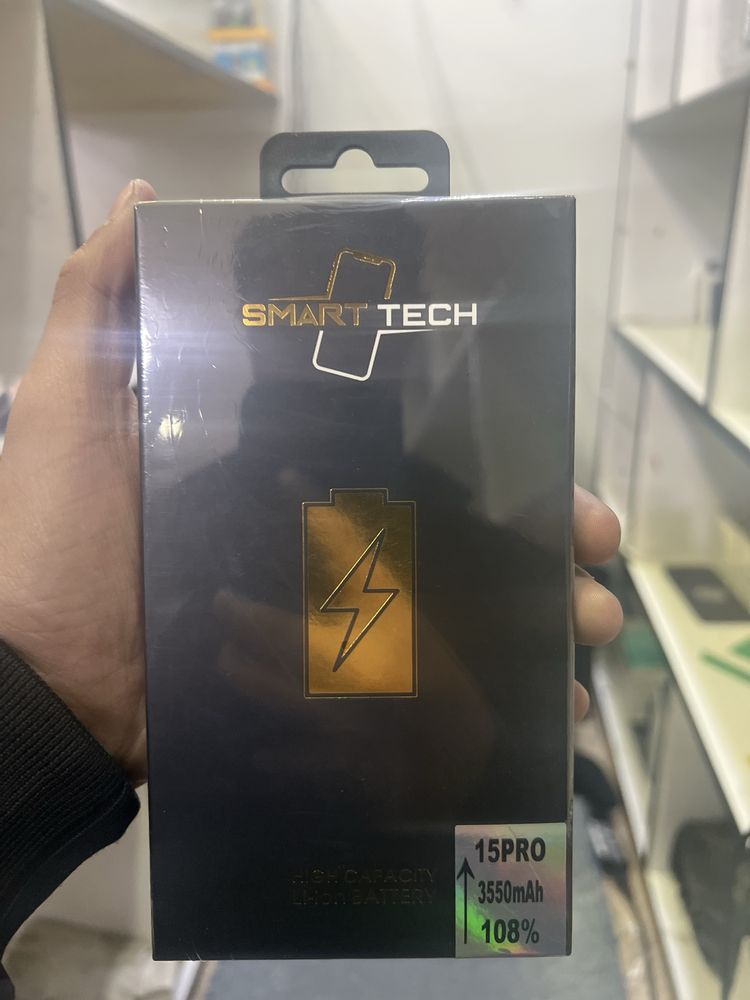 SMART TECH
HIGH CAPACITY
Li-ion BATTERY
15PRO
3550mAh
108%